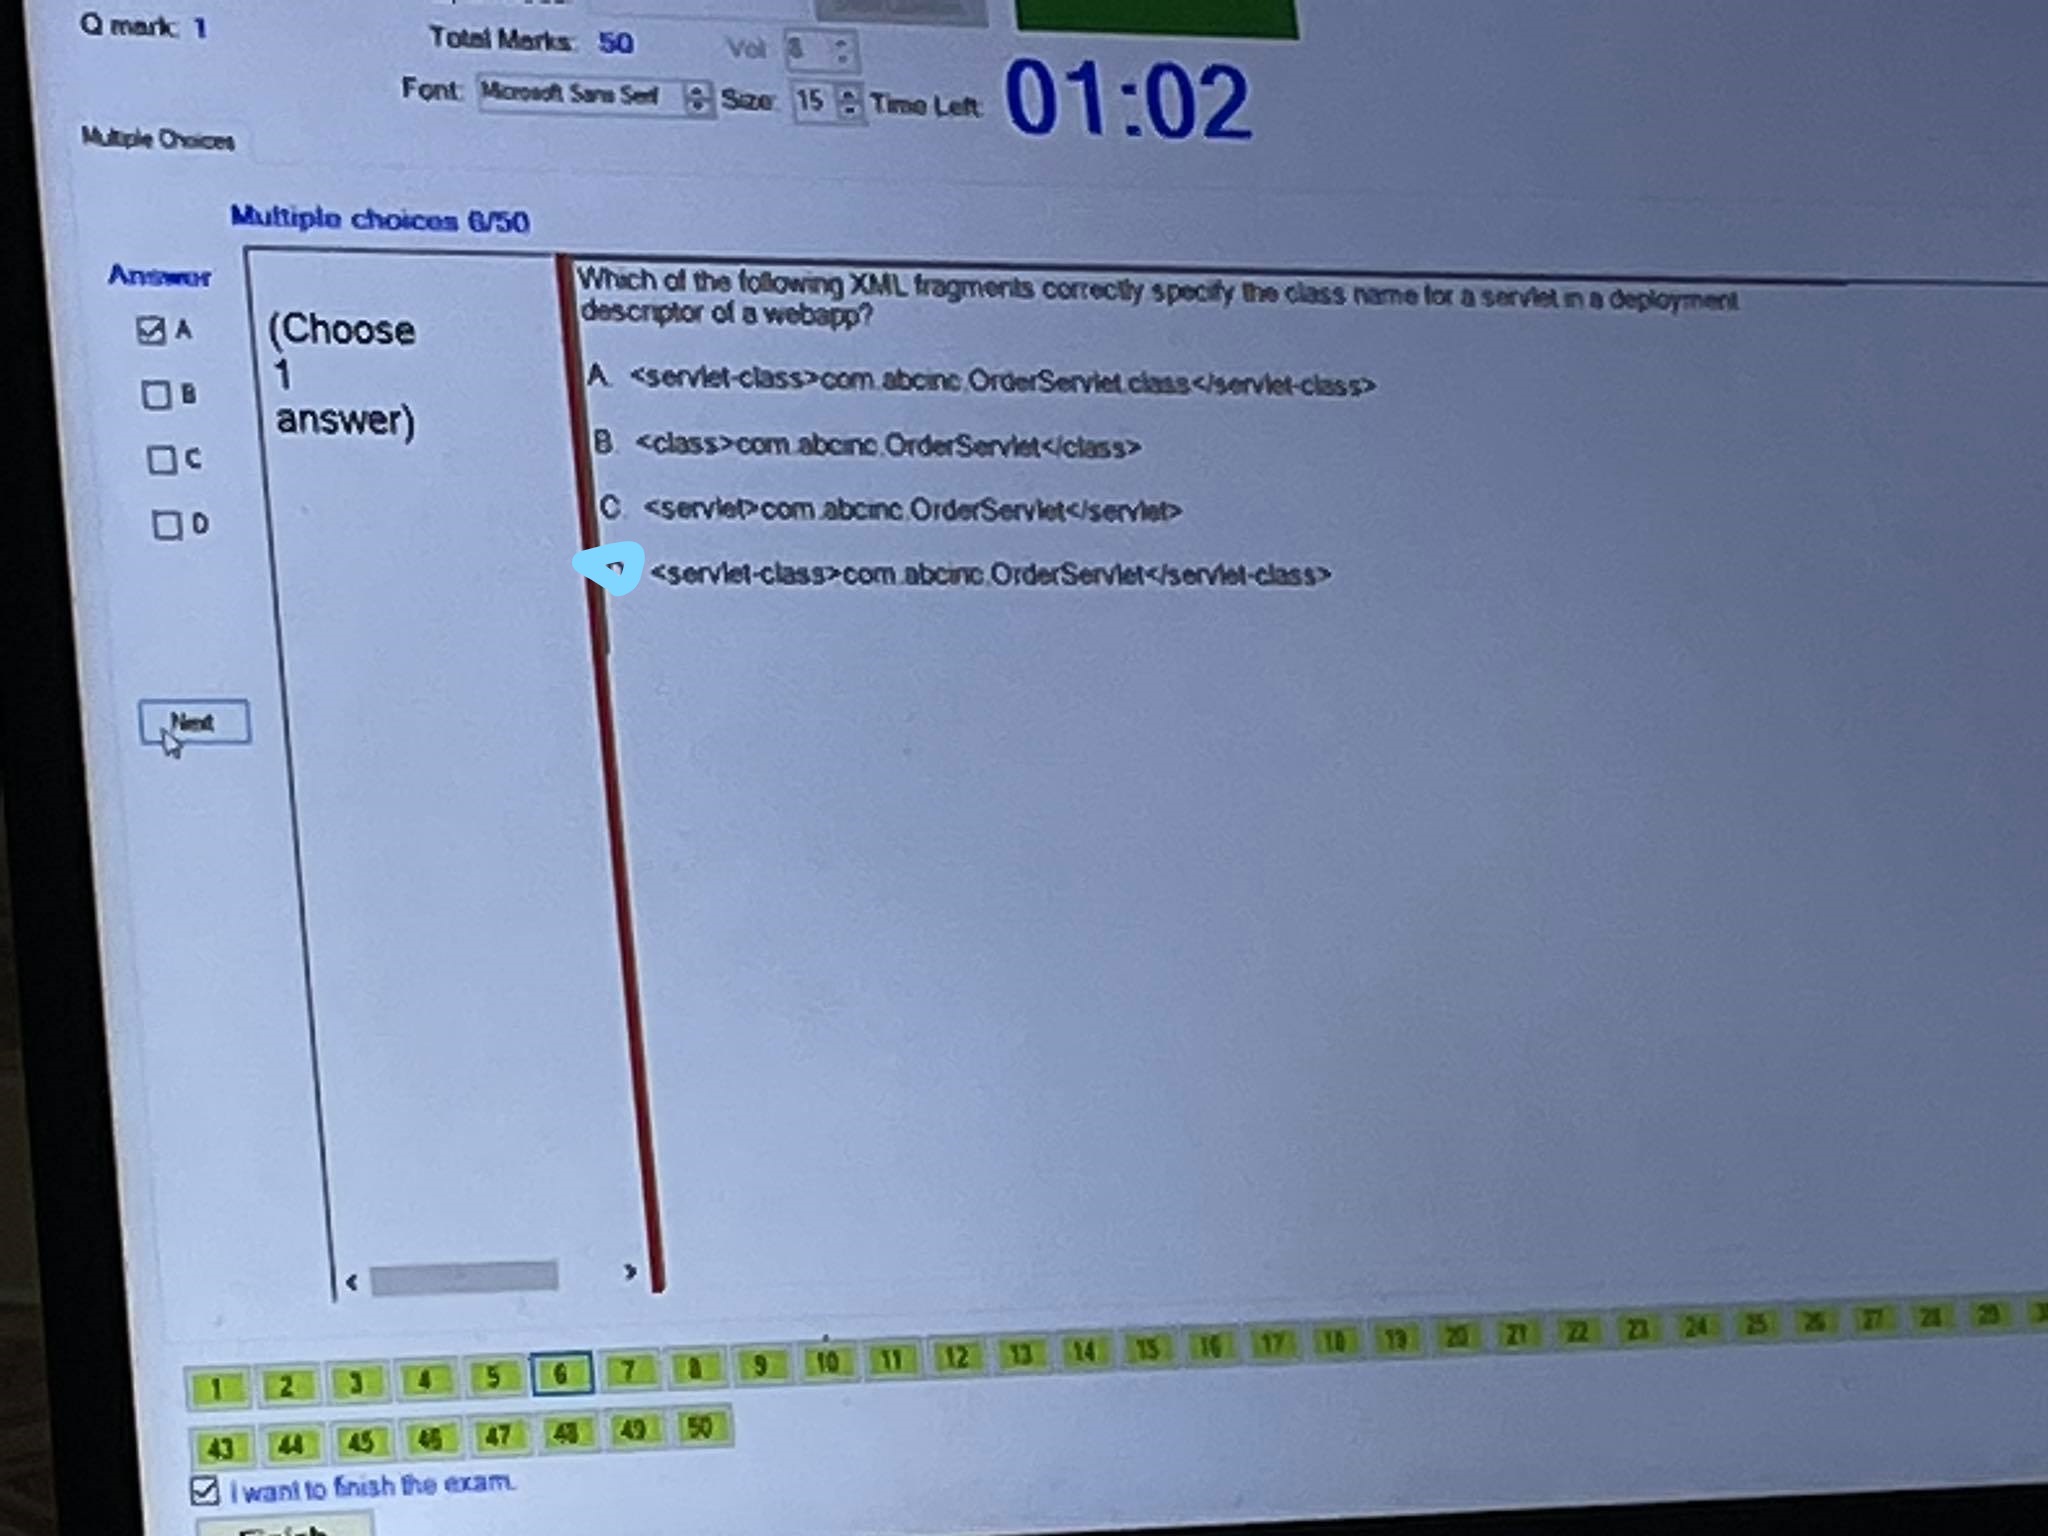 Q mark: 1
Total Marks: 50
Vol
Font: Microsoft Sans Serif
Size: 15
Time Left: 01:02
Multiple Choices
Multiple choices 6/50
Answer
A
B
C
D
Next
(Choose
1
answer)
Which of the following XML fragments correctly specify the class name for a servlet in a deployment
descriptor of a webapp?
A. <servlet-class>com.abcinc.OrderServlet.class</servlet-class>
B. <class>com.abcinc.OrderServlet</class>
C. <servlet>com.abcinc.OrderServlet</servlet>
<servlet-class>com.abcinc.OrderServlet</servlet-class>
1 2 3 4 5 6 7 8 9 10 11 12 13 14 15 16 17 18 19 20 21 22 23 24 25 26 27 28 29
43 44 45 46 47 48 49 50
I want to finish the exam.
Finish